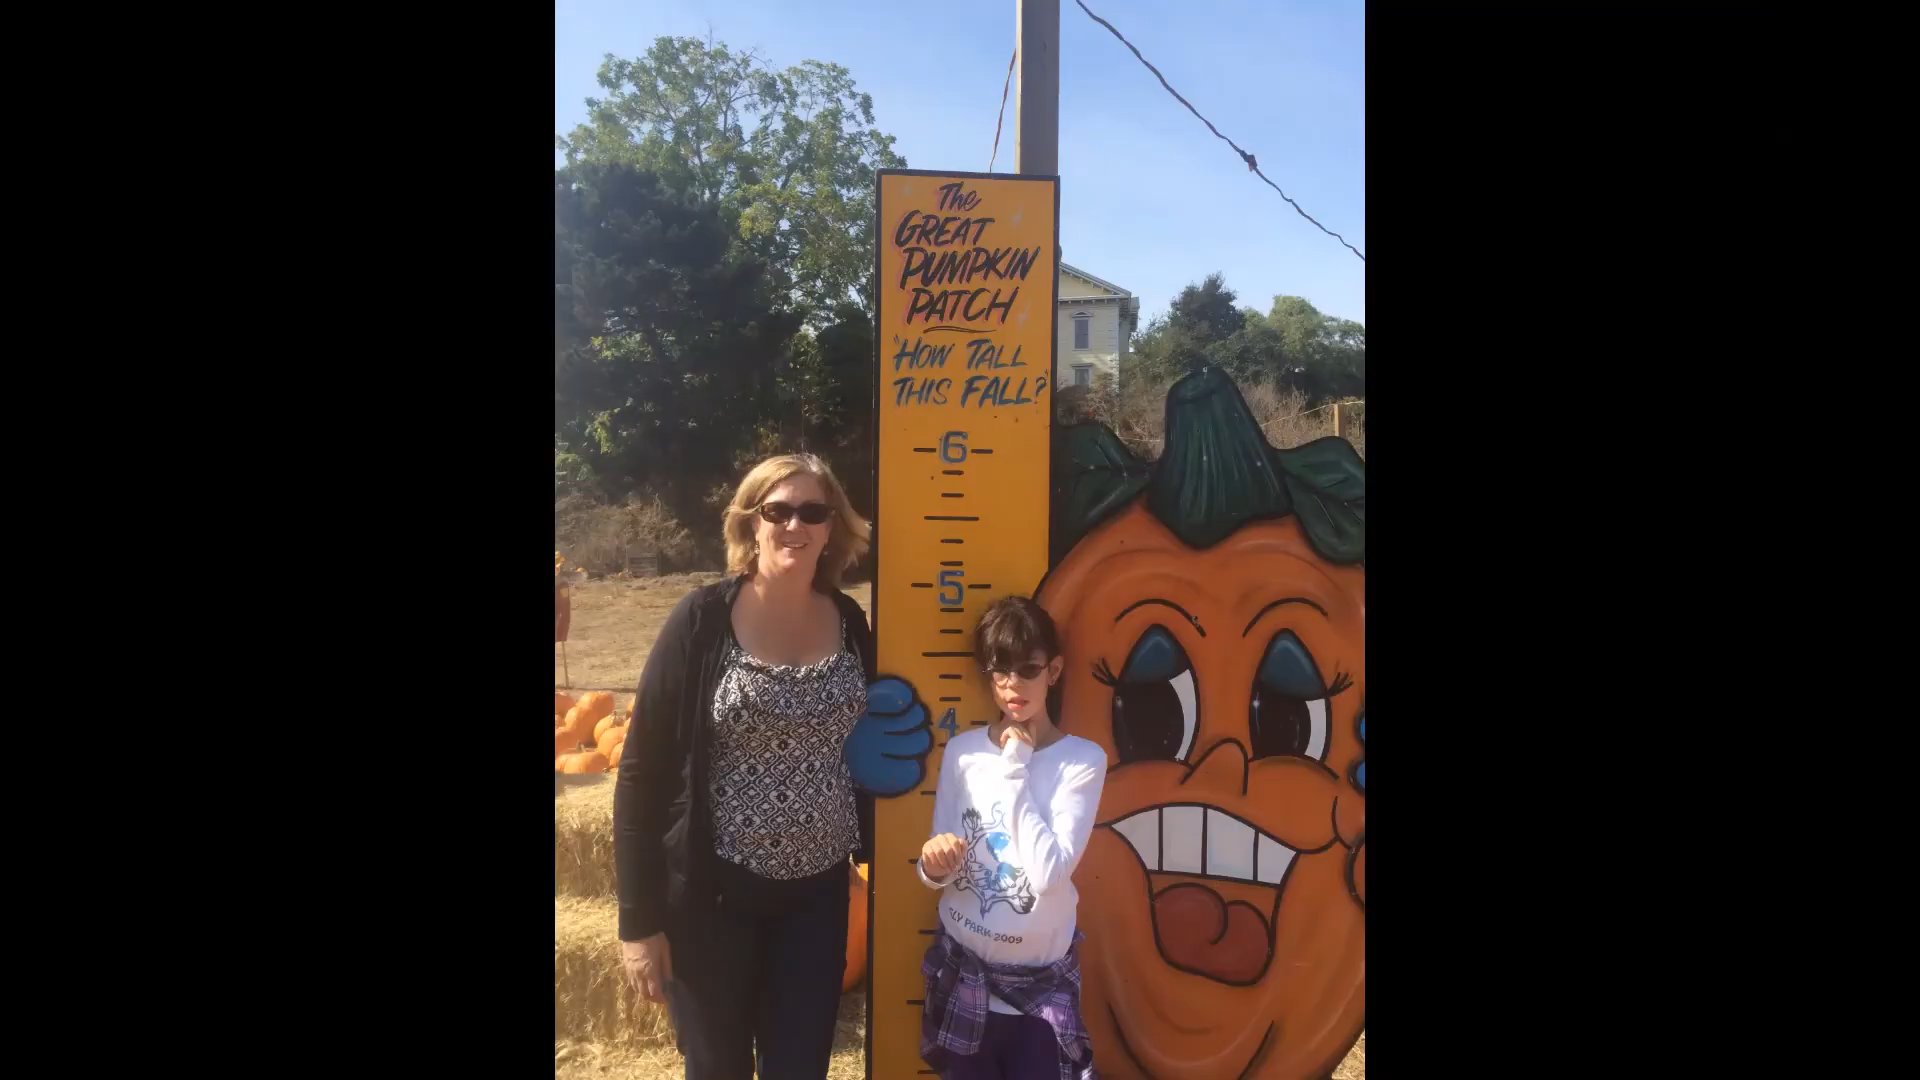 The
GREAT
PUMPKIN
PATCH
"HOW TALL
THIS FALL?"
6
5
4
PARK 2009